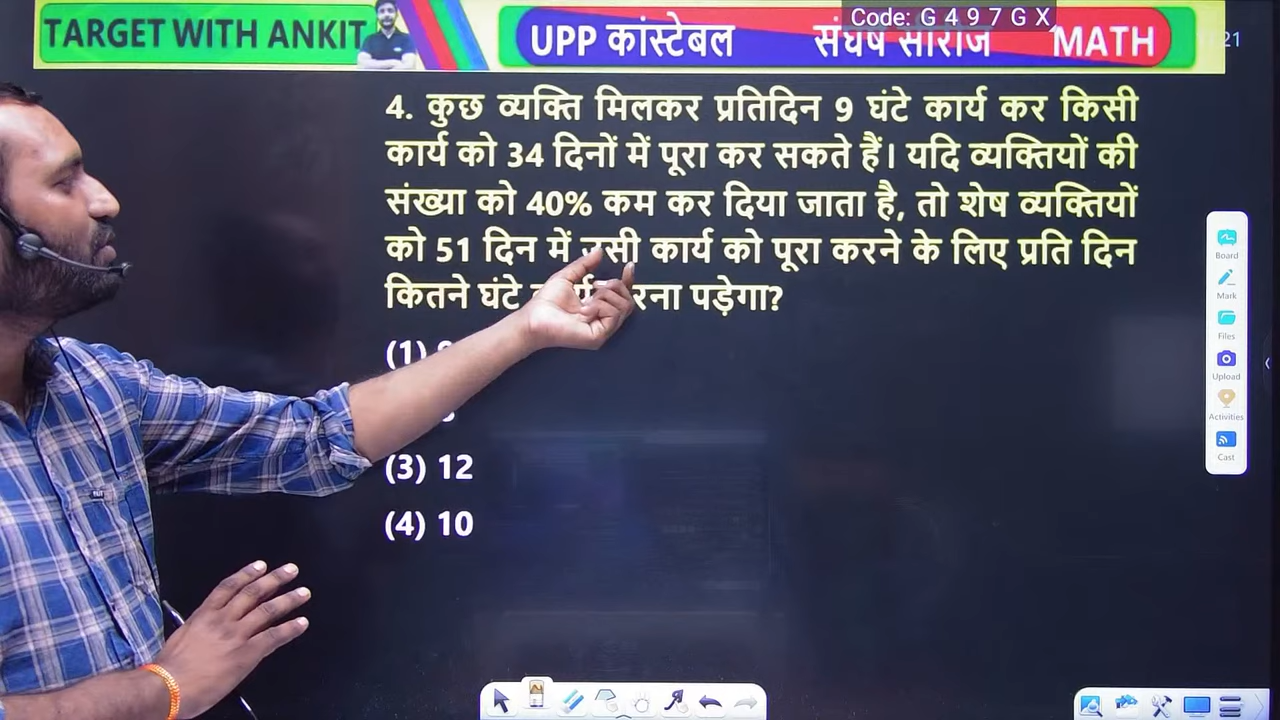 TARGET WITH ANKIT
UPP कांस्टेबल संघर्ष सीरीज MATH
Code: G 4 9 7 G X
21
4. कुछ व्यक्ति मिलकर प्रतिदिन 9 घंटे कार्य कर किसी
कार्य को 34 दिनों में पूरा कर सकते हैं। यदि व्यक्तियों की
संख्या को 40% कम कर दिया जाता है, तो शेष व्यक्तियों
को 51 दिन में उसी कार्य को पूरा करने के लिए प्रति दिन
कितने घंटे पड़ेगा?
(1)
(3) 12
(4) 10
Board
Mark
Files
Upload
Activities
Cast